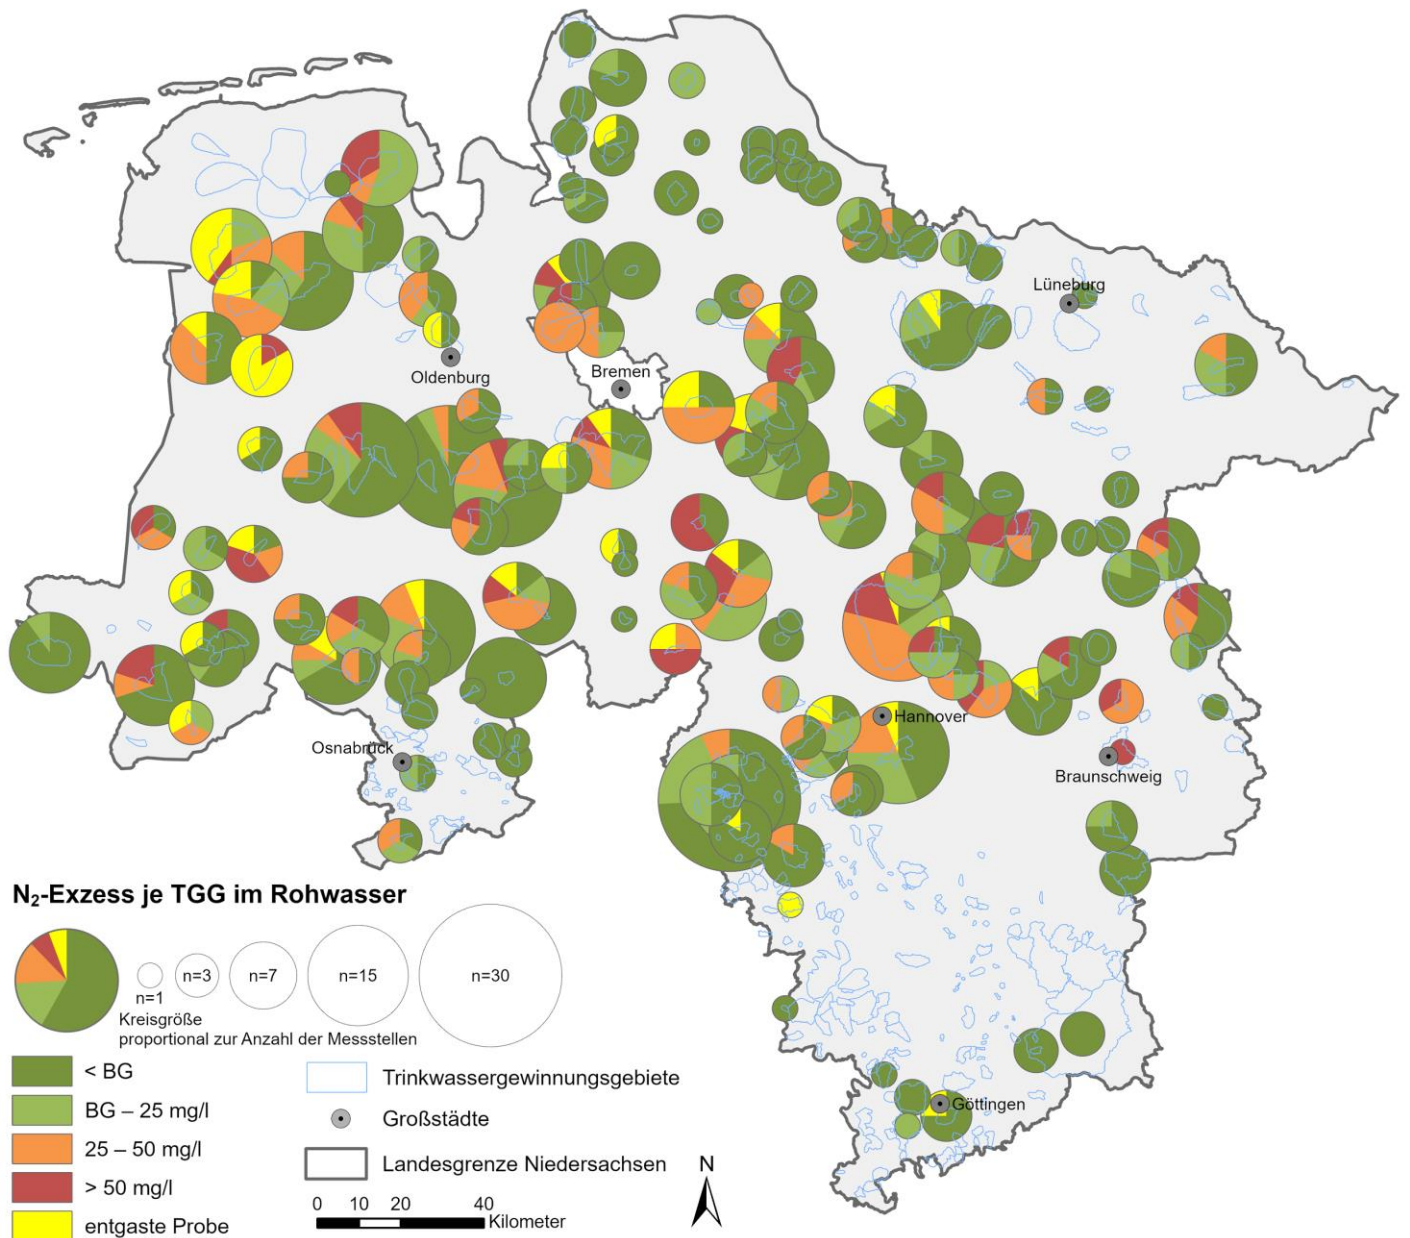 Lüneburg
Bremen
Oldenburg
Hannover
Osnabrück
Braunschweig
Göttingen
N₂-Exzess je TGG im Rohwasser
n=1
n=3
n=7
n=15
n=30
Kreisgröße
proportional zur Anzahl der Messstellen
< BG
BG – 25 mg/l
25 – 50 mg/l
> 50 mg/l
entgaste Probe
Trinkwassergewinnungsgebiete
Großstädte
Landesgrenze Niedersachsen
0 10 20 40
Kilometer
N